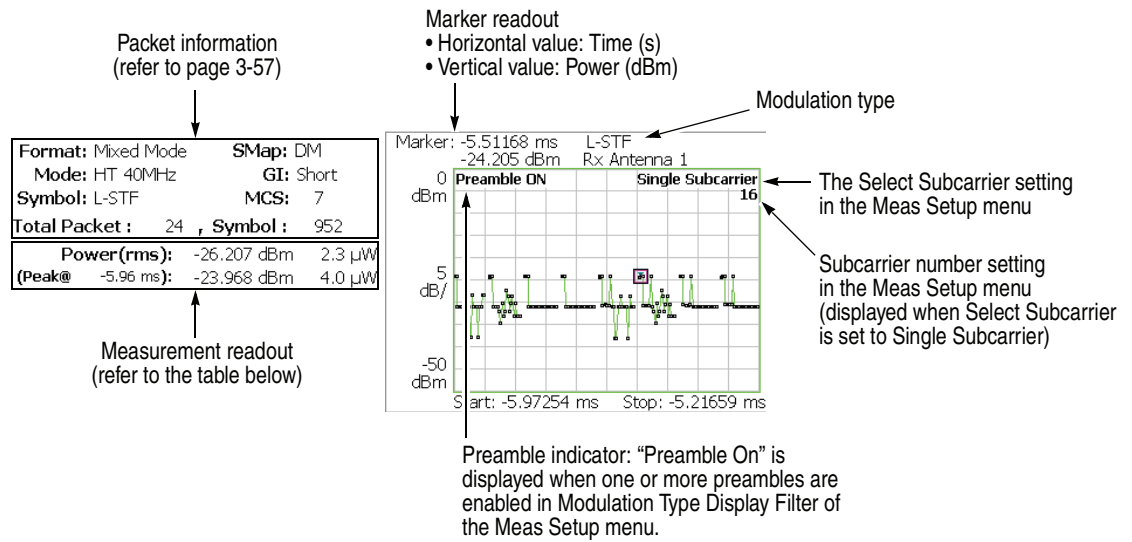 Marker readout
• Horizontal value: Time (s)
• Vertical value: Power (dBm)
Packet information
(refer to page 3-57)
Modulation type
Format: Mixed Mode SMap: DM
Mode: HT 40MHz GI: Short
Symbol: L-STF MCS: 7
Total Packet : 24 , Symbol : 952
Power(rms): -26.207 dBm 2.3 µW
(Peak@ -5.96 ms): -23.968 dBm 4.0 µW
Measurement readout
(refer to the table below)
Marker: -5.51168 ms L-STF
-24.205 dBm Rx Antenna 1
0
dBm
Preamble ON Single Subcarrier
16
5
dB/
-50
dBm
Start: -5.97254 ms Stop: -5.21659 ms
The Select Subcarrier setting
in the Meas Setup menu
Subcarrier number setting
in the Meas Setup menu
(displayed when Select Subcarrier
is set to Single Subcarrier)
Preamble indicator: “Preamble On” is
displayed when one or more preambles are
enabled in Modulation Type Display Filter of
the Meas Setup menu.